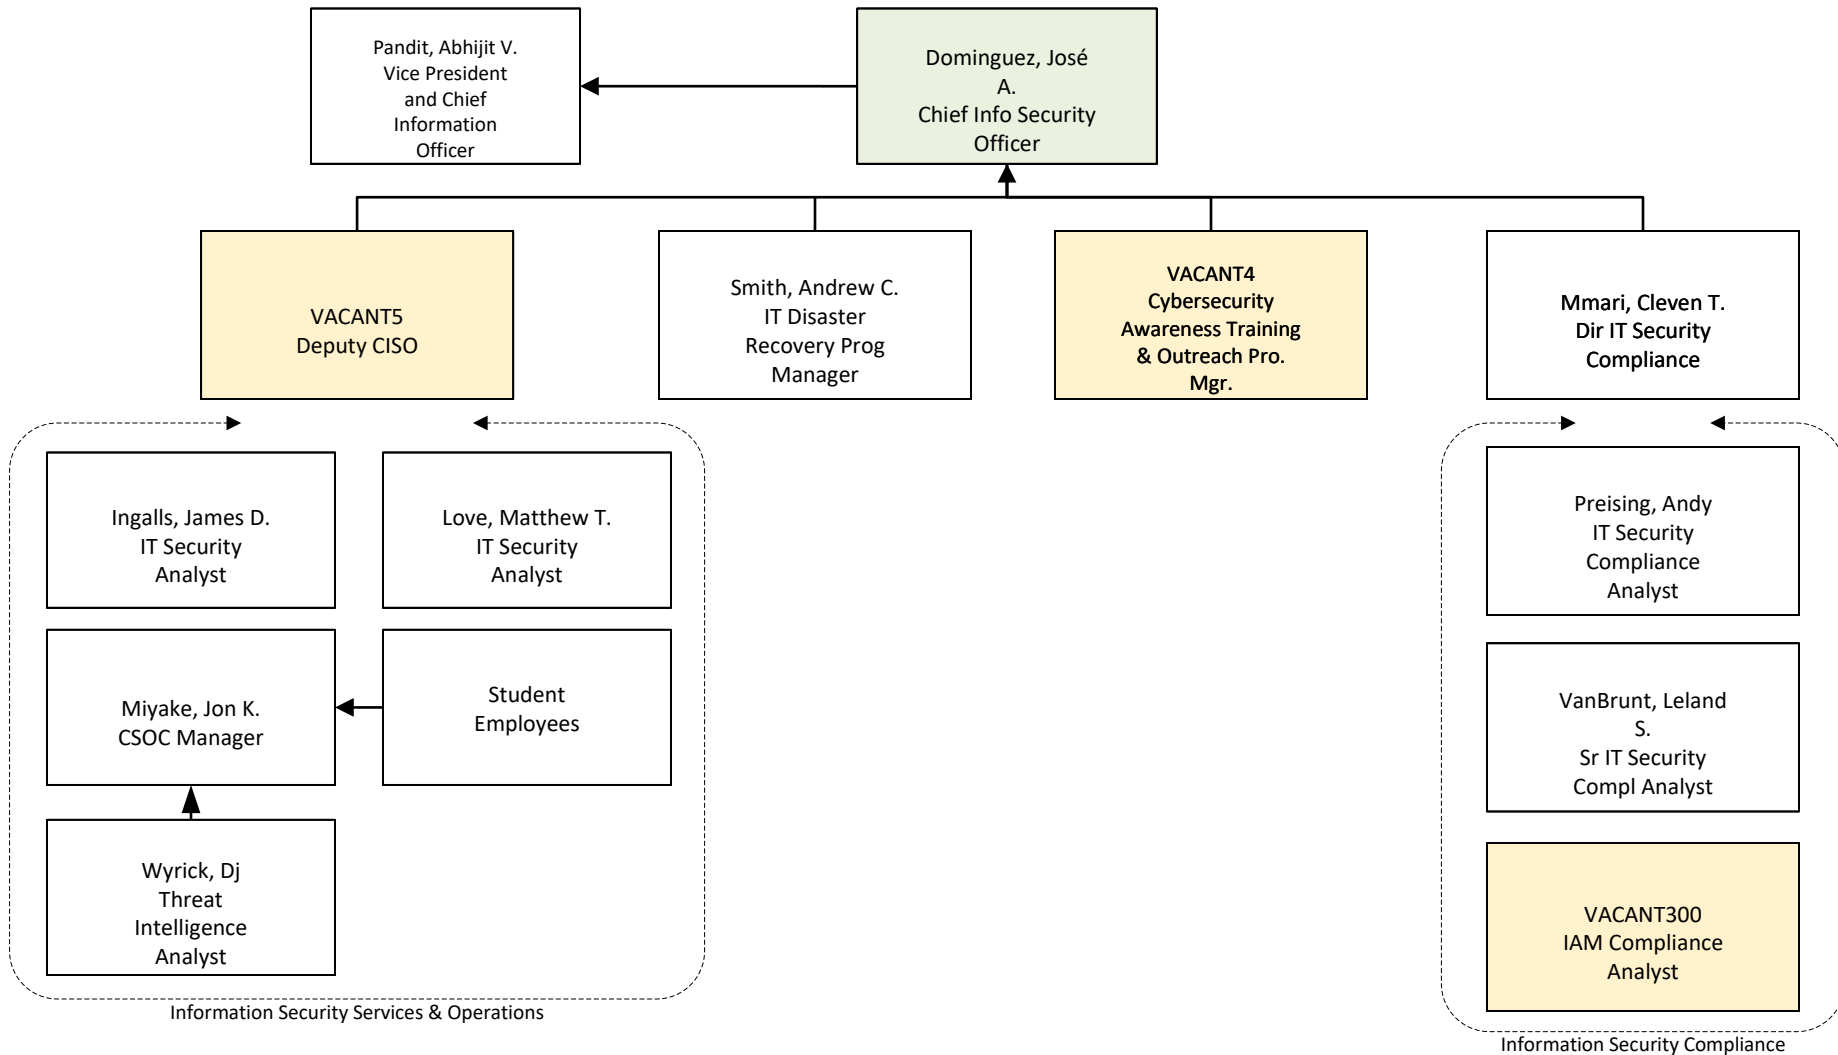 Pandit, Abhijit V.
Vice President
and Chief
Information
Officer
Dominguez, José
A.
Chief Info Security
Officer
VACANT5
Deputy CISO
Smith, Andrew C.
IT Disaster
Recovery Prog
Manager
VACANT4
Cybersecurity
Awareness Training
& Outreach Pro.
Mgr.
Mmari, Cleven T.
Dir IT Security
Compliance
Ingalls, James D.
IT Security
Analyst
Love, Matthew T.
IT Security
Analyst
Miyake, Jon K.
CSOC Manager
Student
Employees
Wyrick, Dj
Threat
Intelligence
Analyst
Information Security Services & Operations
Preising, Andy
IT Security
Compliance
Analyst
VanBrunt, Leland
S.
Sr IT Security
Compl Analyst
VACANT300
IAM Compliance
Analyst
Information Security Compliance